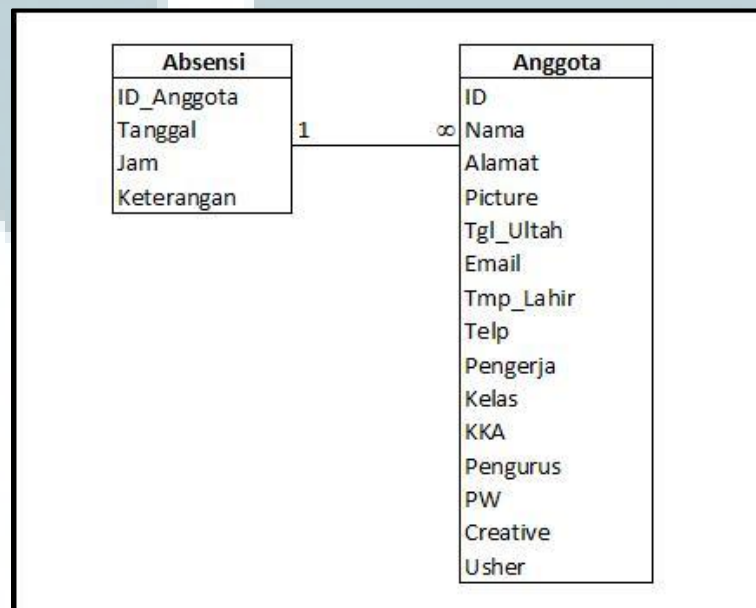 Absensi
ID_Anggota
Tanggal
Jam
Keterangan
1
∞
Anggota
ID
Nama
Alamat
Picture
Tgl_Ultah
Email
Tmp_Lahir
Telp
Pengerja
Kelas
KKA
Pengurus
PW
Creative
Usher